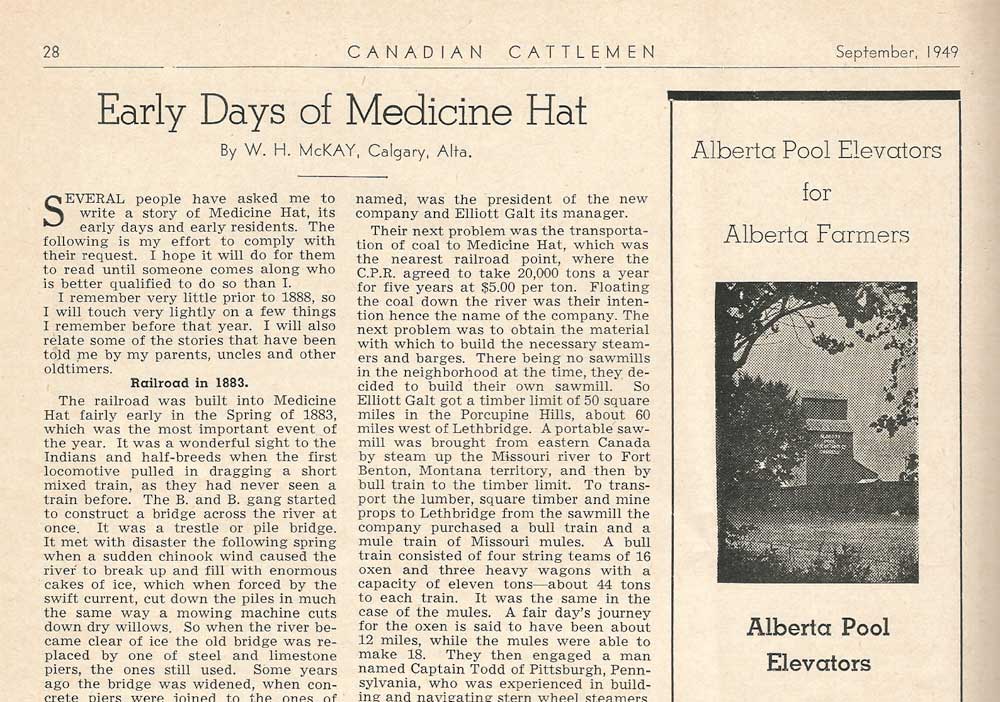 28
CANADIAN CATTLEMEN
September, 1949
Early Days of Medicine Hat
By W. H. McKAY, Calgary, Alta.
SEVERAL people have asked me to
write a story of Medicine Hat, its
early days and early residents. The
following is my effort to comply with
their request. I hope it will do for them
to read until someone comes along who
is better qualified to do so than I.
I remember very little prior to 1888, so
I will touch very lightly on a few things
I remember before that year. I will also
relate some of the stories that have been
told me by my parents, uncles and other
oldtimers.
Railroad in 1883.
The railroad was built into Medicine
Hat fairly early in the Spring of 1883,
which was the most important event of
the year. It was a wonderful sight to the
Indians and half-breeds when the first
locomotive pulled in dragging a short
mixed train, as they had never seen a
train before. The B. and B. gang started
to construct a bridge across the river at
once. It was a trestle or pile bridge.
It met with disaster the following spring
when a sudden chinook wind caused the
river to break up and fill with enormous
cakes of ice, which when forced by the
swift current, cut down the piles in much
the same way a mowing machine cuts
down dry willows. So when the river be-
came clear of ice the old bridge was re-
placed by one of steel and limestone
piers, the ones still used. Some years
ago the bridge was widened, when con-
crete piers were joined to the ones of
named, was the president of the new
company and Elliott Galt its manager.
Their next problem was the transporta-
tion of coal to Medicine Hat, which was
the nearest railroad point, where the
C.P.R. agreed to take 20,000 tons a year
for five years at $5.00 per ton. Floating
the coal down the river was their inten-
tion hence the name of the company. The
next problem was to obtain the material
with which to build the necessary steam-
ers and barges. There being no sawmills
in the neighborhood at the time, they de-
cided to build their own sawmill. So
Elliott Galt got a timber limit of 50 square
miles in the Porcupine Hills, about 60
miles west of Lethbridge. A portable saw-
mill was brought from eastern Canada
by steam up the Missouri river to Fort
Benton, Montana territory, and then by
bull train to the timber limit. To trans-
port the lumber, square timber and mine
props to Lethbridge from the sawmill the
company purchased a bull train and a
mule train of Missouri mules. A bull
train consisted of four string teams of 16
oxen and three heavy wagons with a
capacity of eleven tons—about 44 tons
to each train. It was the same in the
case of the mules. A fair day's journey
for the oxen is said to have been about
12 miles, while the mules were able to
make 18. They then engaged a man
named Captain Todd of Pittsburgh, Penn-
sylvania, who was experienced in build-
ing and navigating stern wheel steamers
Alberta Pool Elevators
for
Alberta Farmers
Alberta Pool
Elevators